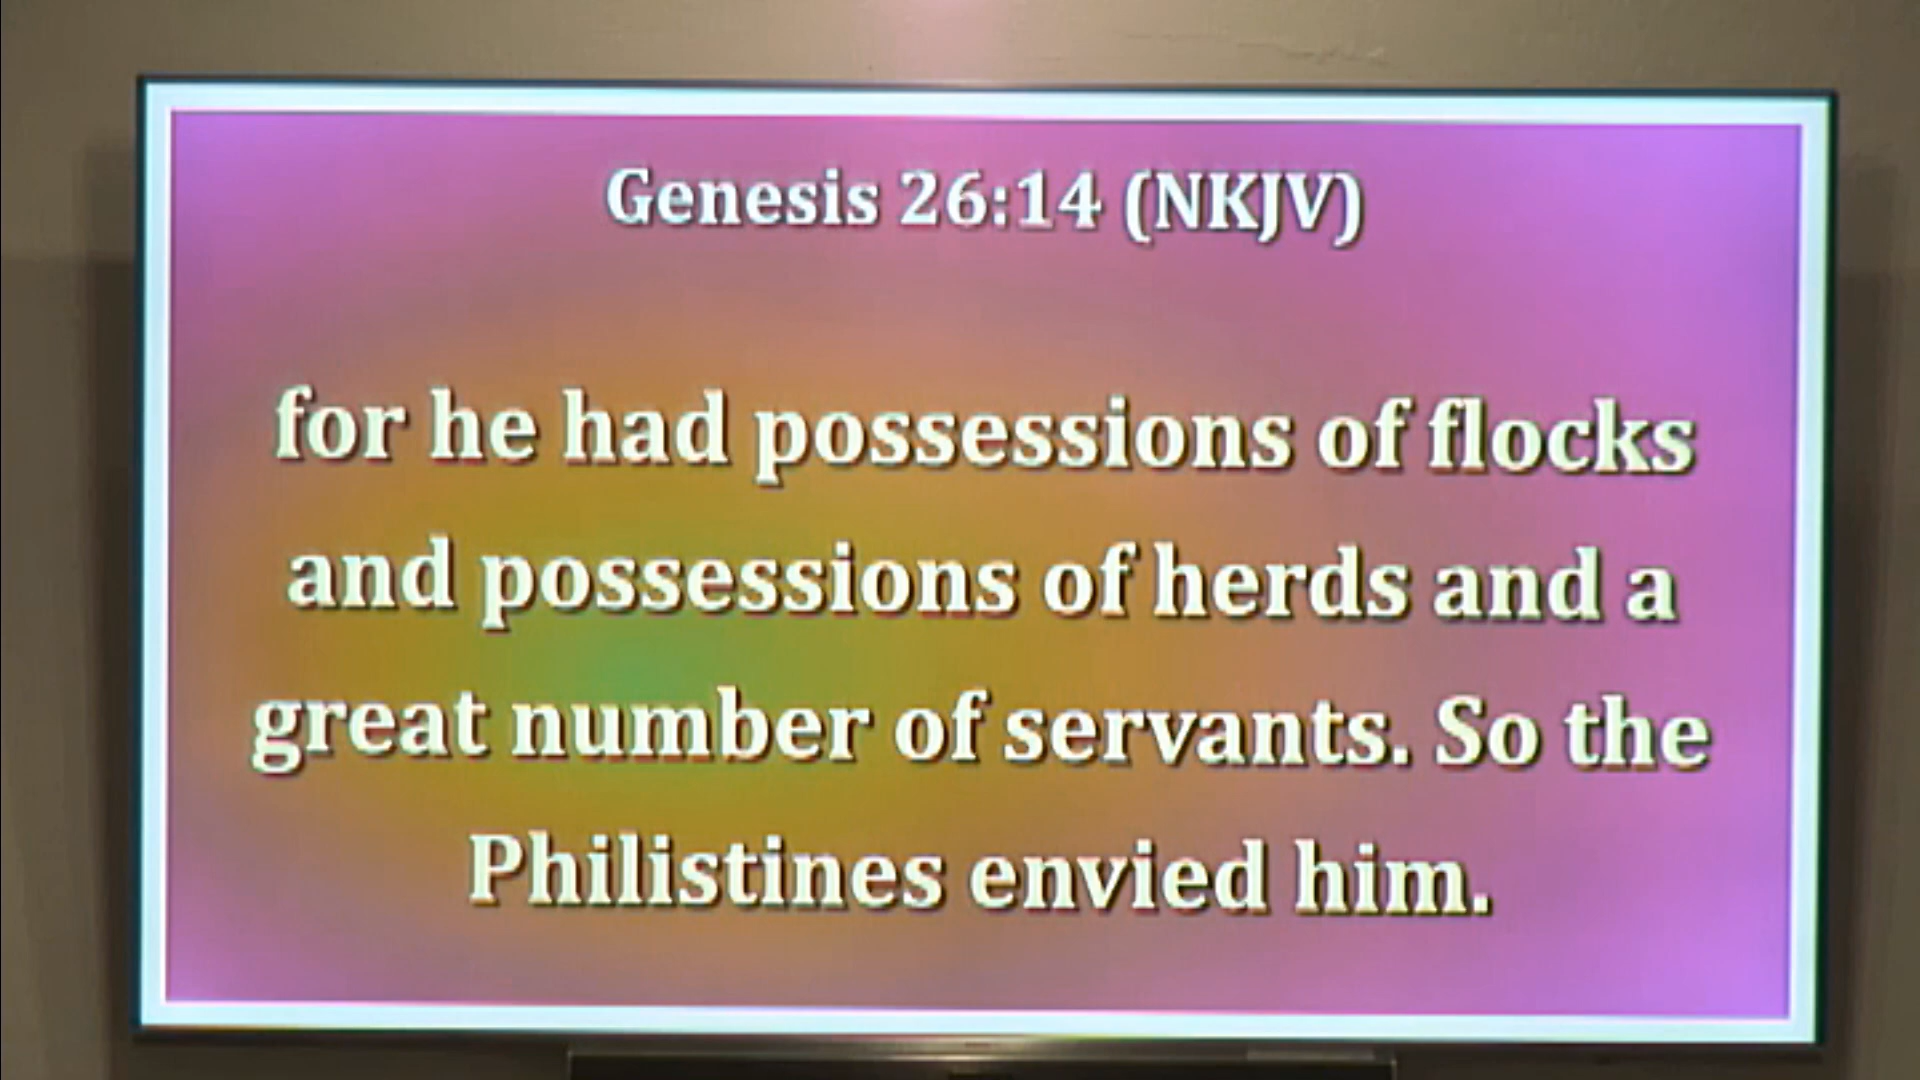 Genesis 26:14 (NKJV)
for he had possessions of flocks
and possessions of herds and a
great number of servants. So the
Philistines envied him.